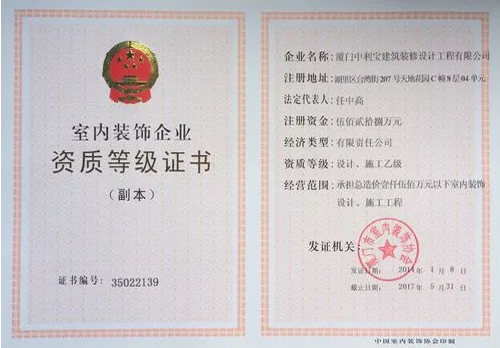 室内装饰企业
资质等级证书
（副本）
证书编号：35022139
企业名称：厦门中利宝建筑装修设计工程有限公司
注册地址：湖里区台湾街207号天地花园C幢8层04单元
法定代表人：任中高
注册资金：伍佰贰拾捌万元
经济类型：有限责任公司
资质等级：设计、施工乙级
经营范围：承担总造价壹仟伍佰万元以下室内装饰
设计、施工工程
发证机关：
厦门市室内装饰协会
发证日期：2014年1月8日
截止日期：2017年5月31日
中国室内装饰协会印制